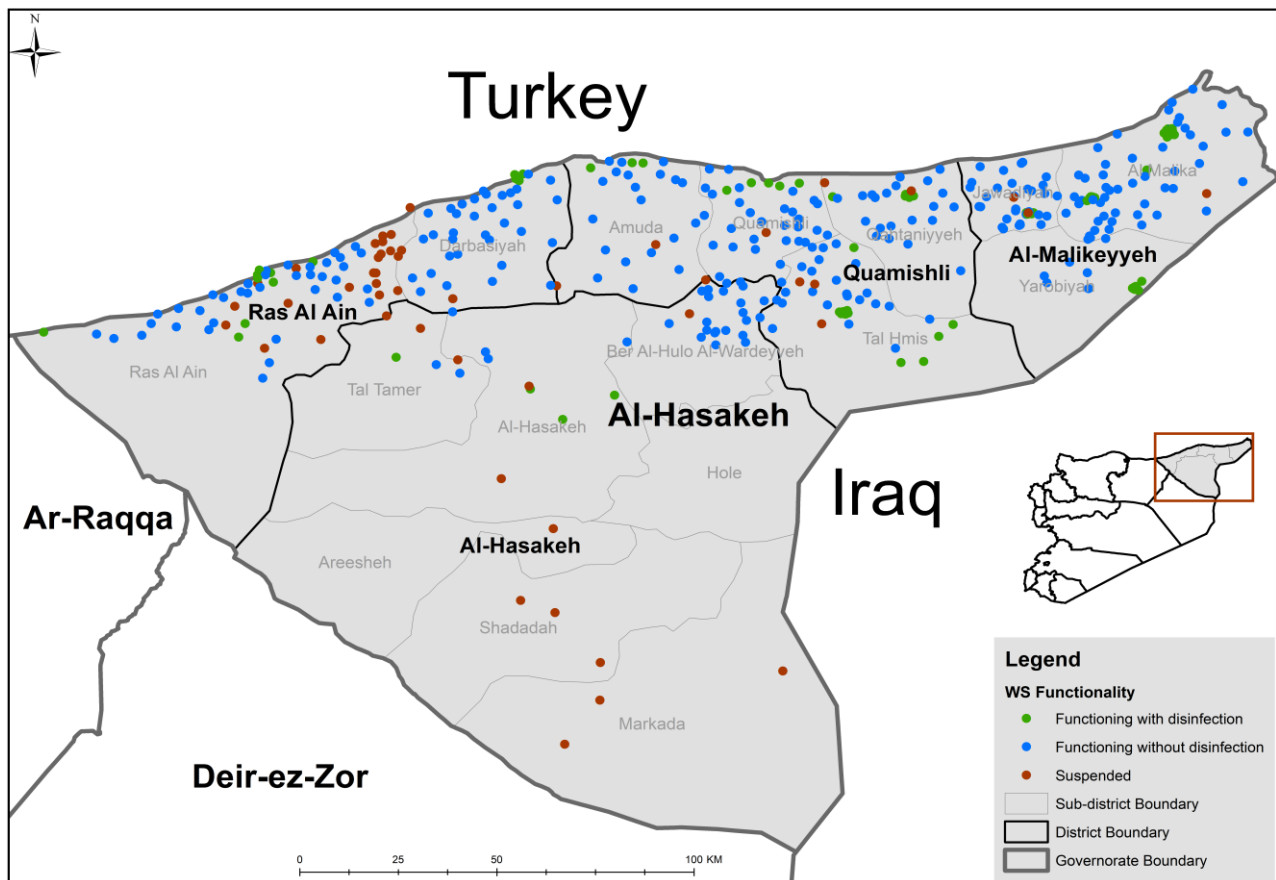 N
Turkey
Al-Malika
Jawadiyah
Amuda
Quamishli
Qahtaniyyeh
Darbasiyah
Al-Malikeyyeh
Quamishli
Yarobiyah
Ras Al Ain
Tal Hmis
Ber Al-Hulo Al-Wardeyyeh
Ras Al Ain
Tal Tamer
Al-Hasakeh
Al-Hasakeh
Hole
Iraq
Ar-Raqqa
Al-Hasakeh
Areesheh
Shadadah
Markada
Deir-ez-Zor
Legend
WS Functionality
Functioning with disinfection
Functioning without disinfection
Suspended
Sub-district Boundary
District Boundary
Governorate Boundary
0 25 50 100 KM